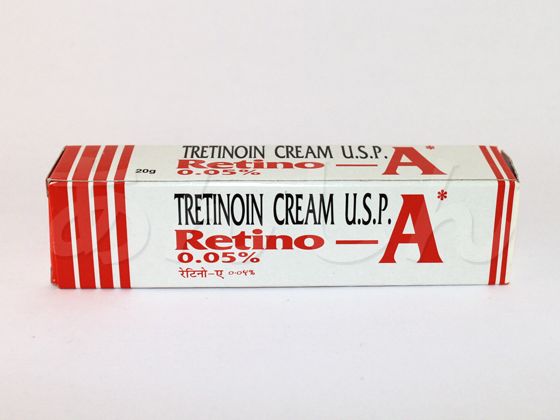 TRETINOIN CREAM U.S.P.
Retino — A*
0.05%
20g
TRETINOIN CREAM U.S.P.
Retino — A*
0.05%
रेटिनो-ए ०.०५%